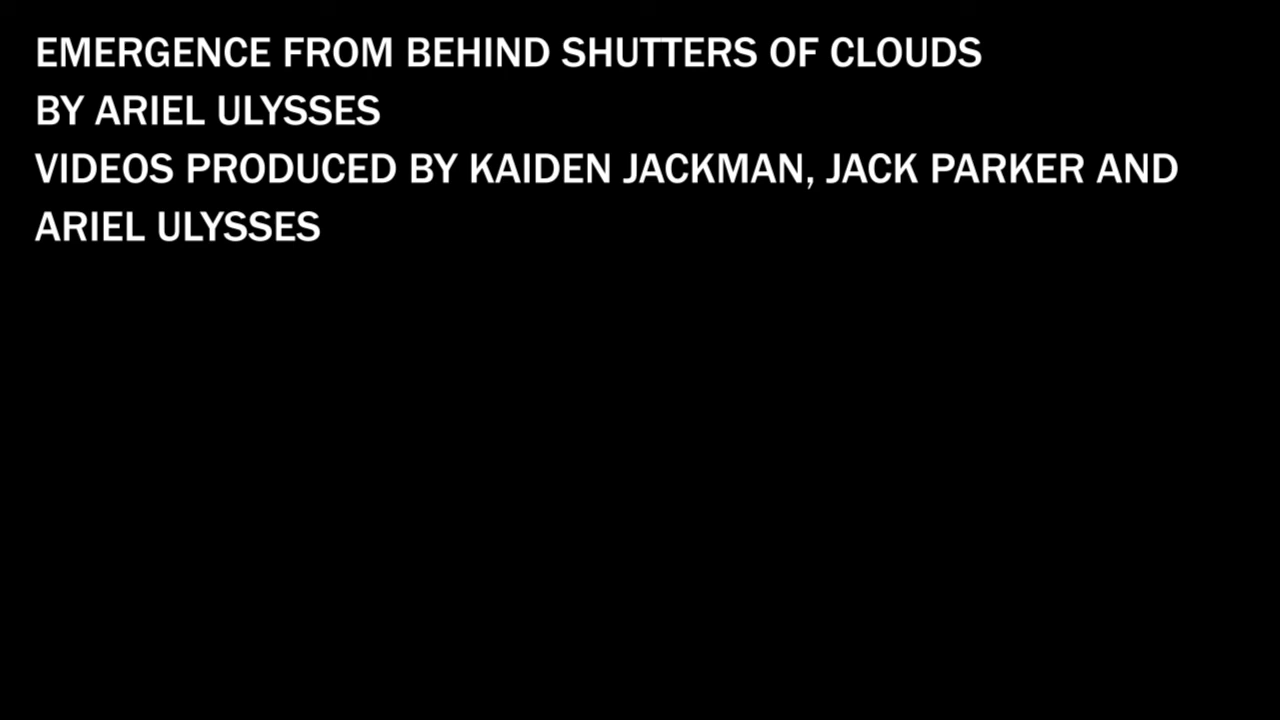 EMERGENCE FROM BEHIND SHUTTERS OF CLOUDS
BY ARIEL ULYSSES
VIDEOS PRODUCED BY KAIDEN JACKMAN, JACK PARKER AND
ARIEL ULYSSES